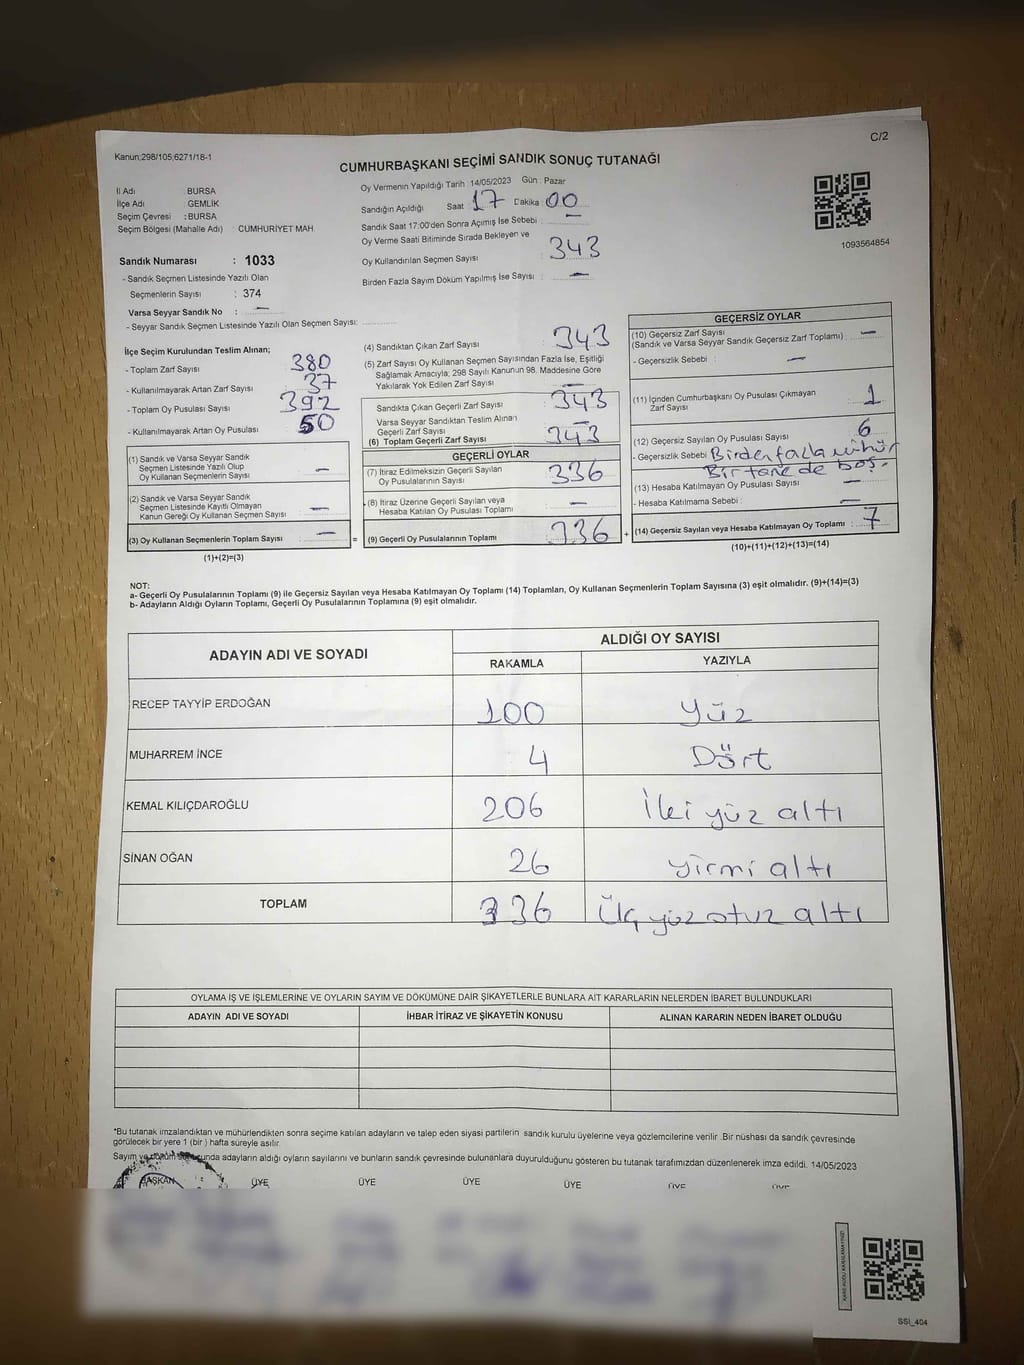 C/2
Kanun;298/105;6271/18-1
CUMHURBAŞKANI SEÇİMİ SANDIK SONUÇ TUTANAĞI
İl Adı : BURSA
İlçe Adı : GEMLİK
Seçim Çevresi : BURSA
Seçim Bölgesi (Mahalle Adı) : CUMHURİYET MAH
Sandık Numarası : 1033
- Sandık Seçmen Listesinde Yazılı Olan
Seçmenlerin Sayısı : 374
Varsa Seyyar Sandık No : —
- Seyyar Sandık Seçmen Listesinde Yazılı Olan Seçmen Sayısı:
Oy Vermenin Yapıldığı Tarih : 14/05/2023 Gün : Pazar
Sandığın Açıldığı Saat 17 Dakika : 00
Sandık Saat 17:00'den Sonra Açımış İse Sebebi : —
Oy Verme Saati Bitiminde Sırada Bekleyen ve
Oy Kullandırılan Seçmen Sayısı 343
Birden Fazla Sayım Döküm Yapılmış İse Sayısı : —
1093564854
İlçe Seçim Kurulundan Teslim Alınan;
- Toplam Zarf Sayısı 380
- Kullanılmayarak Artan Zarf Sayısı 37
- Toplam Oy Pusulası Sayısı 392
- Kullanılmayarak Artan Oy Pusulası 50
(1) Sandık ve Varsa Seyyar Sandık
Seçmen Listesinde Yazılı Olup
Oy Kullanan Seçmenlerin Sayısı —
(2) Sandık ve Varsa Seyyar Sandık
Seçmen Listesinde Kayıtlı Olmayan
Kanun Gereği Oy Kullanan Seçmen Sayısı —
(3) Oy Kullanan Seçmenlerin Toplam Sayısı — =
(1)+(2)=(3)
(4) Sandıktan Çıkan Zarf Sayısı 343
(5) Zarf Sayısı Oy Kullanan Seçmen Sayısından Fazla İse, Eşitliği
Sağlamak Amacıyla; 298 Sayılı Kanunun 98. Maddesine Göre
Yakılarak Yok Edilen Zarf Sayısı —
Sandıkta Çıkan Geçerli Zarf Sayısı : 343
Varsa Seyyar Sandıktan Teslim Alınan
Geçerli Zarf Sayısı —
(6) Toplam Geçerli Zarf Sayısı 343
GEÇERLİ OYLAR
(7) İtiraz Edilmeksizin Geçerli Sayılan
Oy Pusulalarının Sayısı 336
(8) İtiraz Üzerine Geçerli Sayılan veya
Hesaba Katılan Oy Pusulası Toplamı —
(9) Geçerli Oy Pusulalarının Toplamı 336 +
GEÇERSİZ OYLAR
(10) Geçersiz Zarf Sayısı
(Sandık ve Varsa Seyyar Sandık Geçersiz Zarf Toplamı) —
- Geçersizlik Sebebi : —
(11) İçinden Cumhurbaşkanı Oy Pusulası Çıkmayan
Zarf Sayısı 1
(12) Geçersiz Sayılan Oy Pusulası Sayısı 6
- Geçersizlik Sebebi Birden fazla mühür
Bir tane de boş.
(13) Hesaba Katılmayan Oy Pusulası Sayısı —
- Hesaba Katılmama Sebebi : —
(14) Geçersiz Sayılan veya Hesaba Katılmayan Oy Toplamı 7
(10)+(11)+(12)+(13)=(14)
NOT:
a- Geçerli Oy Pusulalarının Toplamı (9) ile Geçersiz Sayılan veya Hesaba Katılmayan Oy Toplamı (14) Toplamları, Oy Kullanan Seçmenlerin Toplam Sayısına (3) eşit olmalıdır. (9)+(14)=(3)
b- Adayların Aldığı Oyların Toplamı, Geçerli Oy Pusulalarının Toplamına (9) eşit olmalıdır.
ADAYIN ADI VE SOYADI
ALDIĞI OY SAYISI
RAKAMLA YAZIYLA
RECEP TAYYİP ERDOĞAN 100 Yüz
MUHARREM İNCE 4 Dört
KEMAL KILIÇDAROĞLU 206 İki yüz altı
SİNAN OĞAN 26 yirmi altı
TOPLAM 336 Üç yüz otuz altı
OYLAMA İŞ VE İŞLEMLERİNE VE OYLARIN SAYIM VE DÖKÜMÜNE DAİR ŞİKAYETLERLE BUNLARA AİT KARARLARIN NELERDEN İBARET BULUNDUKLARI
ADAYIN ADI VE SOYADI İHBAR İTİRAZ VE ŞİKAYETİN KONUSU ALINAN KARARIN NEDEN İBARET OLDUĞU
*Bu tutanak imzalandıktan ve mühürlendikten sonra seçime katılan adayların ve talep eden siyasi partilerin sandık kurulu üyelerine veya gözlemcilerine verilir .Bir nüshası da sandık çevresinde
görülecek bir yere 1 (bir ) hafta süreyle asılır.
Sayım ve döküm sonucunda adayların aldığı oyların sayılarını ve bunların sandık çevresinde bulunanlara duyurulduğunu gösteren bu tutanak tarafımızdan düzenlenerek imza edildi. 14/05/2023
BAŞKAN ÜYE ÜYE ÜYE ÜYE ÜYE ÜYE
SSI_404